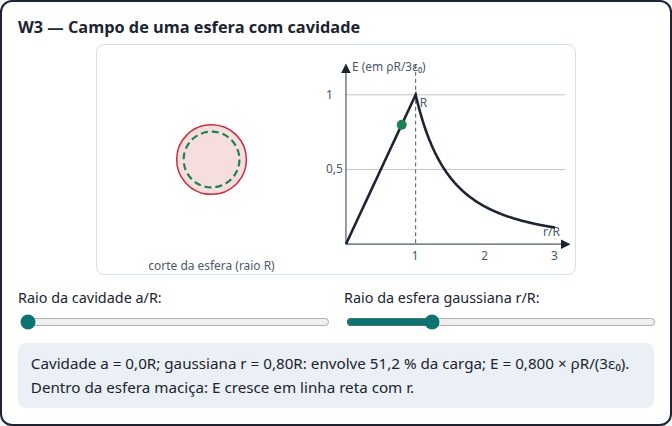 W3 — Campo de uma esfera com cavidade
E (em ρR/3ε₀)
1
R
0,5
r/R
1 2 3
corte da esfera (raio R)
Raio da cavidade a/R: Raio da esfera gaussiana r/R:
Cavidade a = 0,0R; gaussiana r = 0,80R: envolve 51,2 % da carga; E = 0,800 × ρR/(3ε₀).
Dentro da esfera maciça: E cresce em linha reta com r.